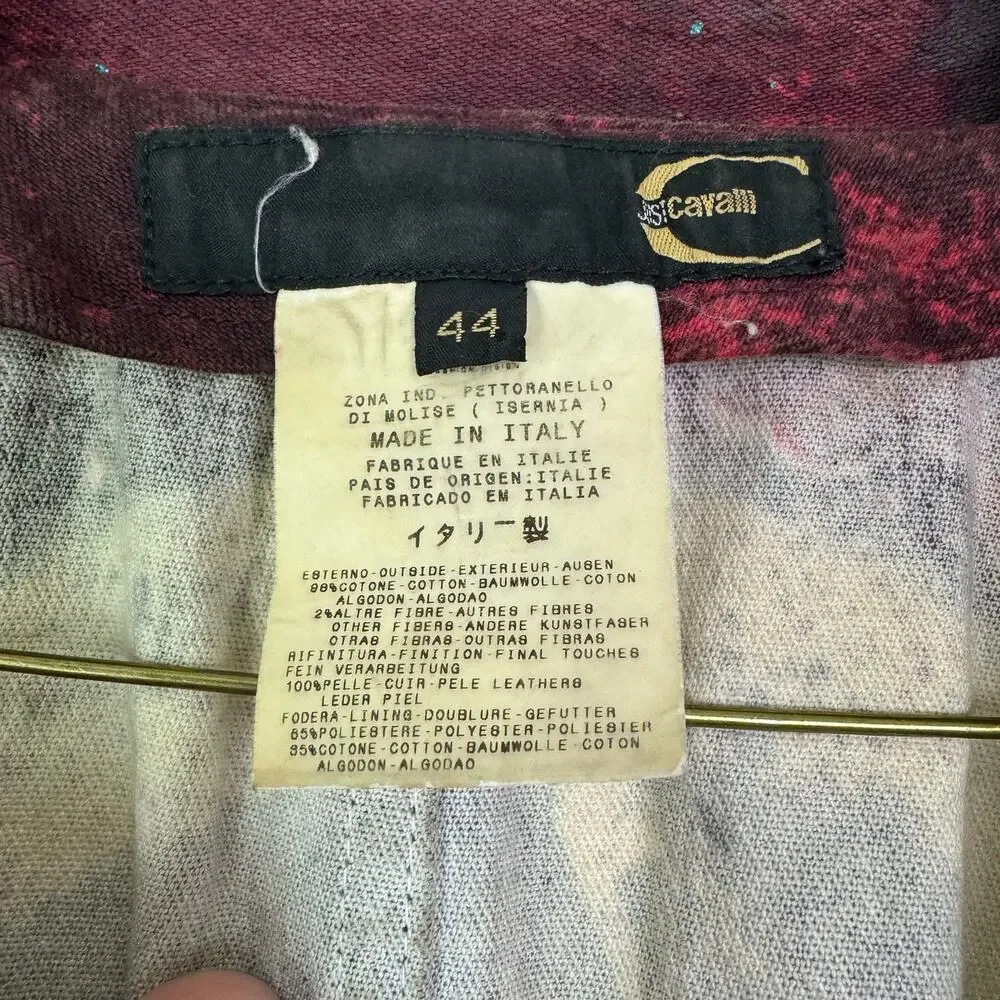 JUST cavalli
44
ZONA IND. PETTORANELLO
DI MOLISE ( ISERNIA )
MADE IN ITALY
FABRIQUE EN ITALIE
PAIS DE ORIGEN:ITALIE
FABRICADO EM ITALIA
イタリー製
ESTERNO-OUTSIDE-EXTERIEUR-AUSEN
98%COTONE-COTTON-BAUMWOLLE-COTON
ALGODON-ALGODAO
2%ALTRE FIBRE-AUTRES FIBRES
OTHER FIBERS-ANDERE KUNSTFASER
OTRAS FIBRAS-OUTRAS FIBRAS
RIFINITURA-FINITION-FINAL TOUCHES
FEIN VERARBEITUNG
100%PELLE-CUIR-PELE LEATHERS
LEDER PIEL
FODERA-LINING-DOUBLURE-GEFUTTER
65%POLIESTERE-POLYESTER-POLIESTER
35%COTONE-COTTON-BAUMWOLLE-COTON
ALGODON-ALGODAO